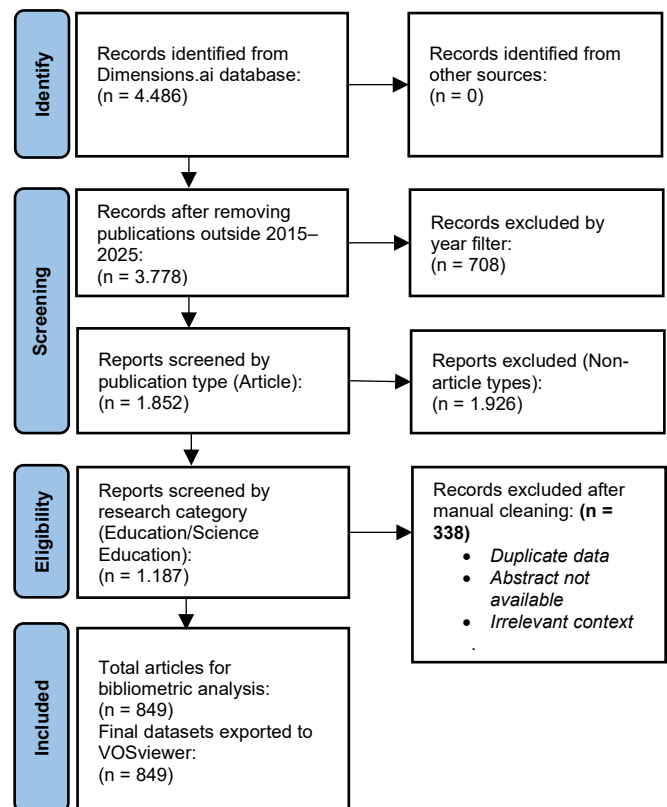 Identify
Records identified from
Dimensions.ai database:
(n = 4.486)
Records identified from
other sources:
(n = 0)
Screening
Records after removing
publications outside 2015–
2025:
(n = 3.778)
Records excluded by
year filter:
(n = 708)
Reports screened by
publication type (Article):
(n = 1.852)
Reports excluded (Non-
article types):
(n = 1.926)
Eligibility
Reports screened by
research category
(Education/Science
Education):
(n = 1.187)
Records excluded after
manual cleaning: (n =
338)
• Duplicate data
• Abstract not
available
• Irrelevant context
.
Included
Total articles for
bibliometric analysis:
(n = 849)
Final datasets exported to
VOSviewer:
(n = 849)